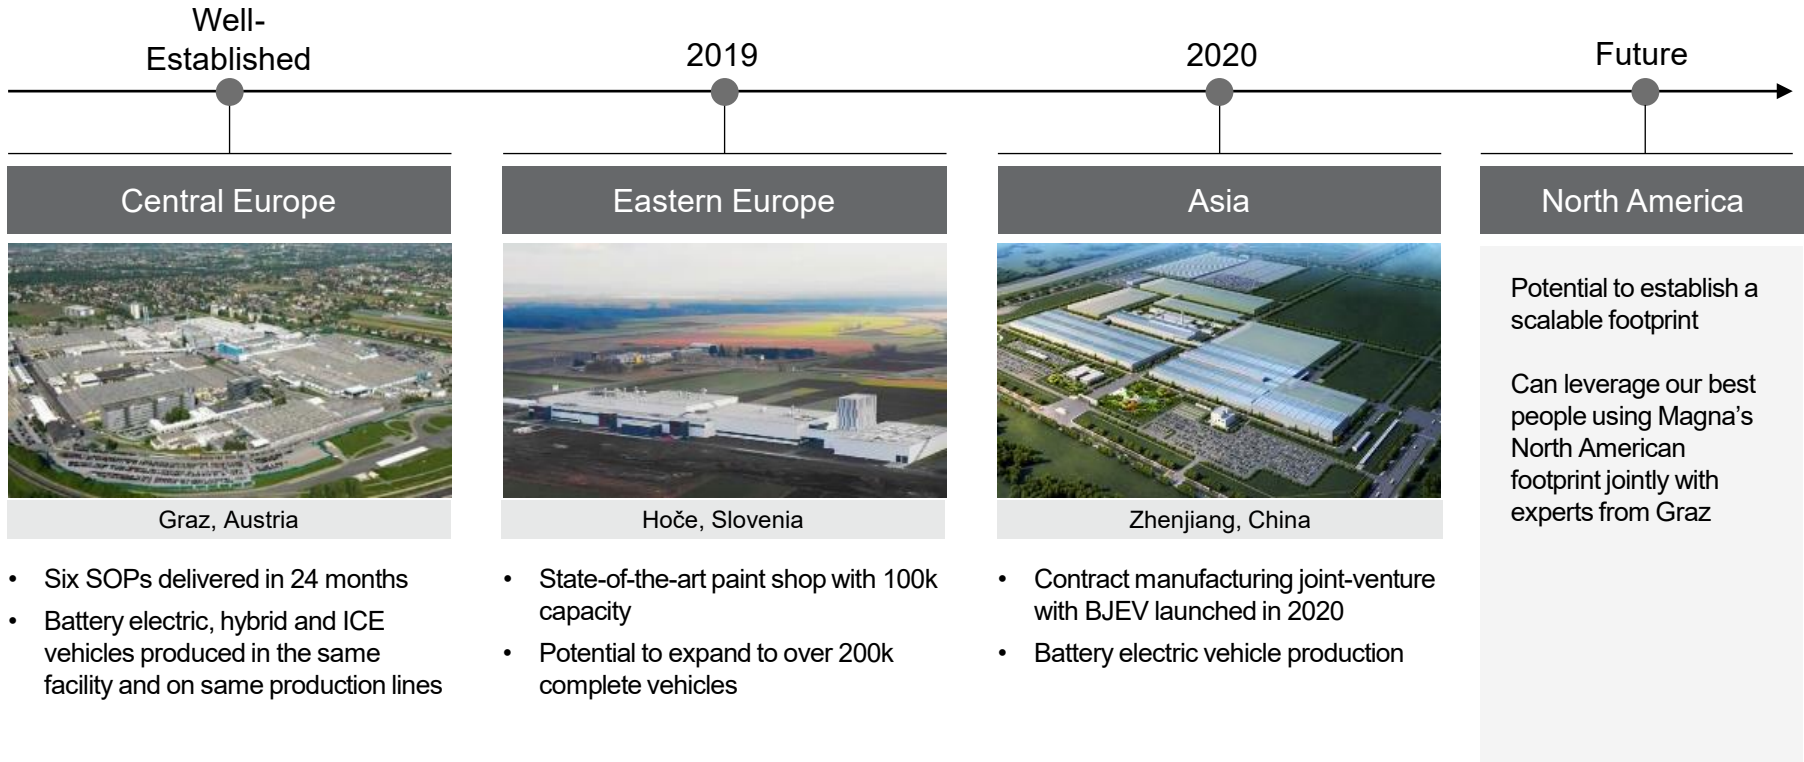 Well-
Established
2019
2020
Future
Central Europe
Eastern Europe
Asia
North America
Graz, Austria
• Six SOPs delivered in 24 months
• Battery electric, hybrid and ICE
vehicles produced in the same
facility and on same production lines
Hoče, Slovenia
• State-of-the-art paint shop with 100k
capacity
• Potential to expand to over 200k
complete vehicles
Zhenjiang, China
• Contract manufacturing joint-venture
with BJEV launched in 2020
• Battery electric vehicle production
Potential to establish a
scalable footprint
Can leverage our best
people using Magna’s
North American
footprint jointly with
experts from Graz